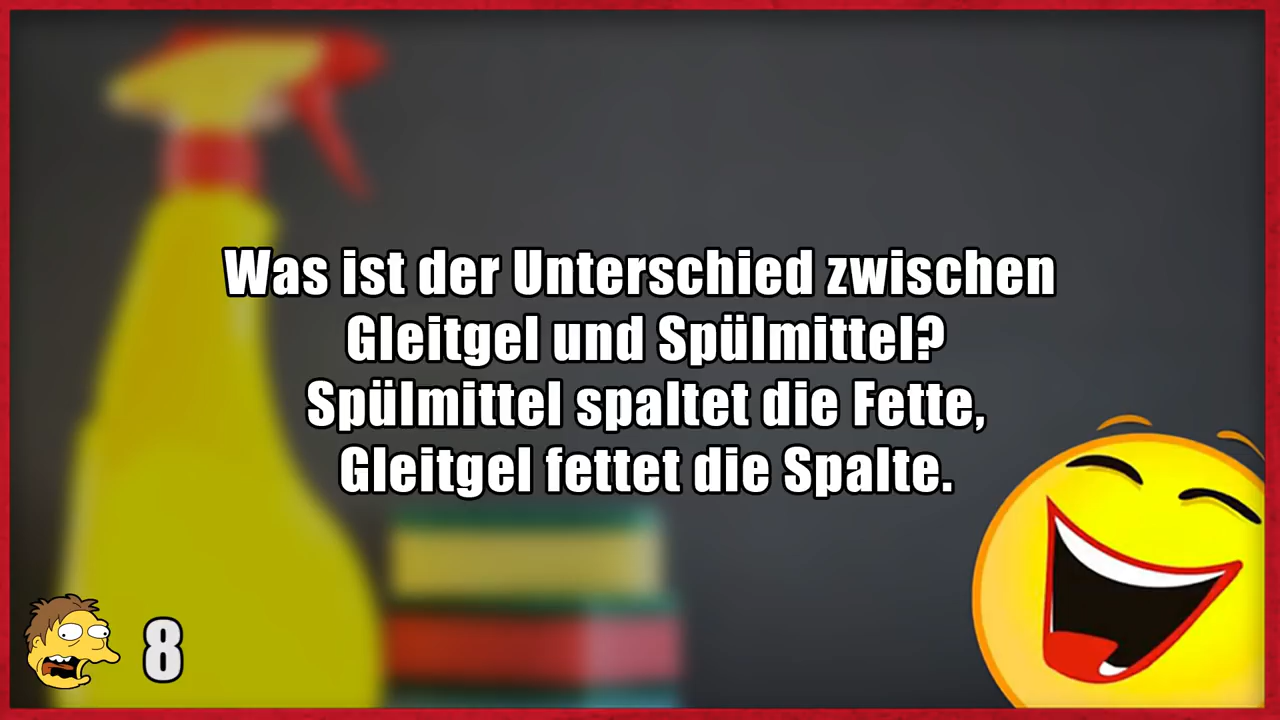 Was ist der Unterschied zwischen
Gleitgel und Spülmittel?
Spülmittel spaltet die Fette,
Gleitgel fettet die Spalte.
8